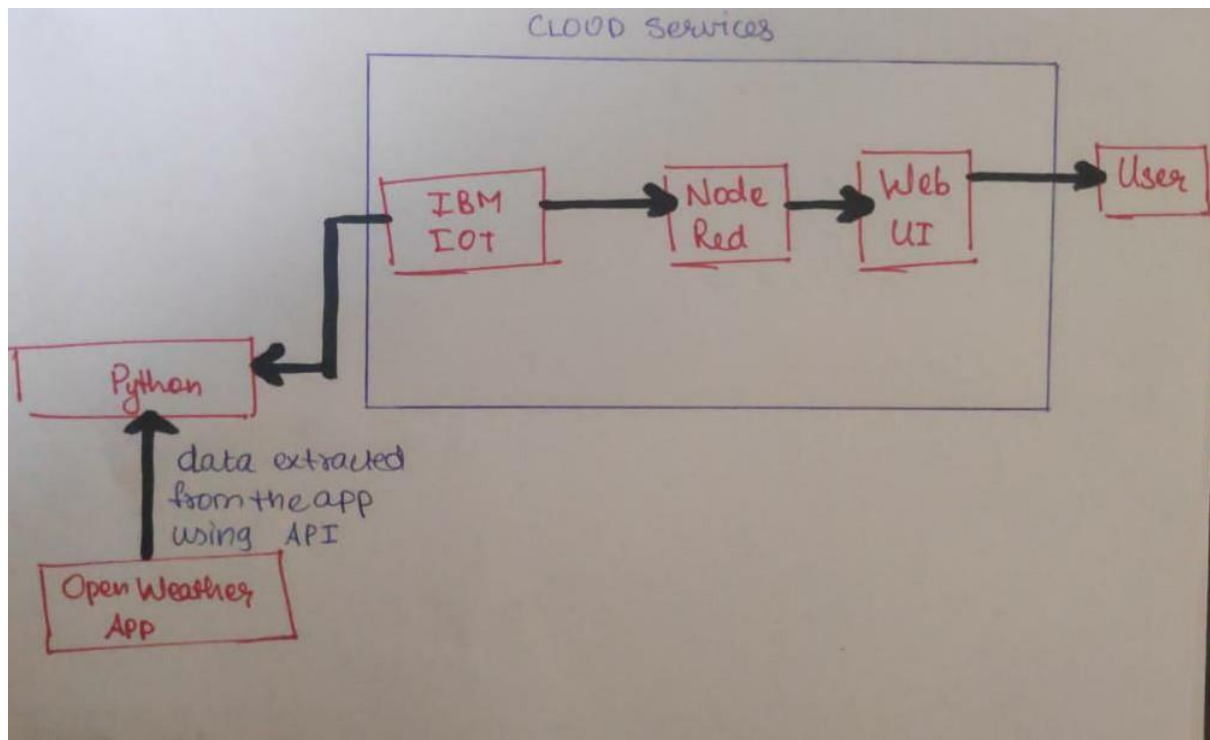 CLOUD Services
IBM
IOT
Node
Red
Web
UI
User
Python
data extracted
from the app
using API
Open Weather
App